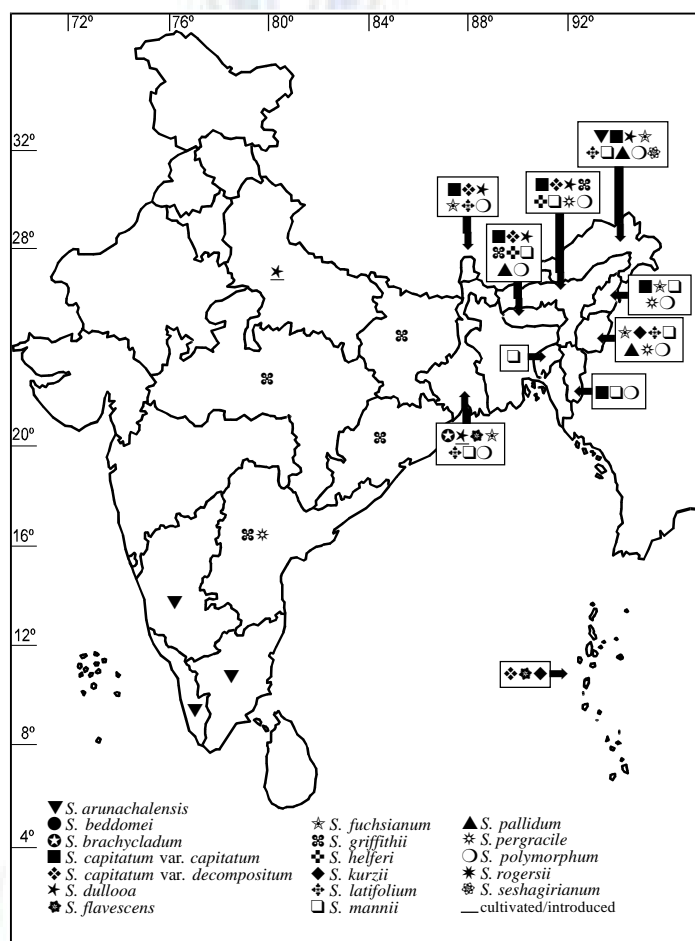 72º 76º 80º 84º 88º 92º
32º
28º
20º
16º
12º
8º
4º
S. arunachalensis
S. beddomei
S. brachycladum
S. capitatum var. capitatum
S. capitatum var. decompositum
S. dullooa
S. flavescens
S. fuchsianum
S. griffithii
S. helferi
S. kurzii
S. latifolium
S. mannii
S. pallidum
S. pergracile
S. polymorphum
S. rogersii
S. seshagirianum
cultivated/introduced